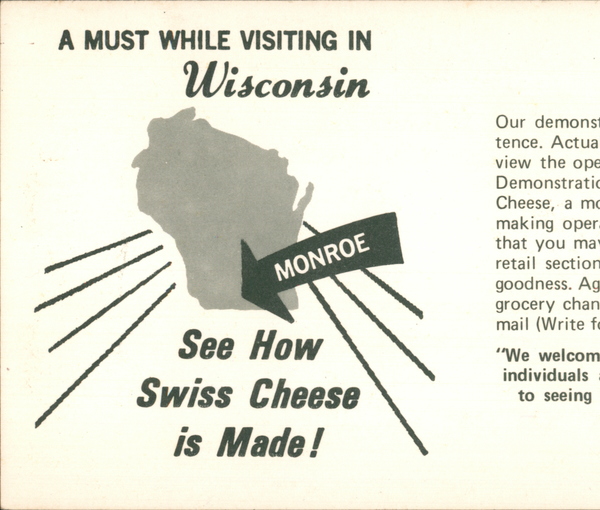 A MUST WHILE VISITING IN
Wisconsin
MONROE
See How
Swiss Cheese
is Made!
Our demonst
tence. Actua
view the ope
Demonstratio
Cheese, a mo
making opera
that you may
retail section
goodness. Ag
grocery chan
mail (Write fo
"We welcom
individuals a
to seeing